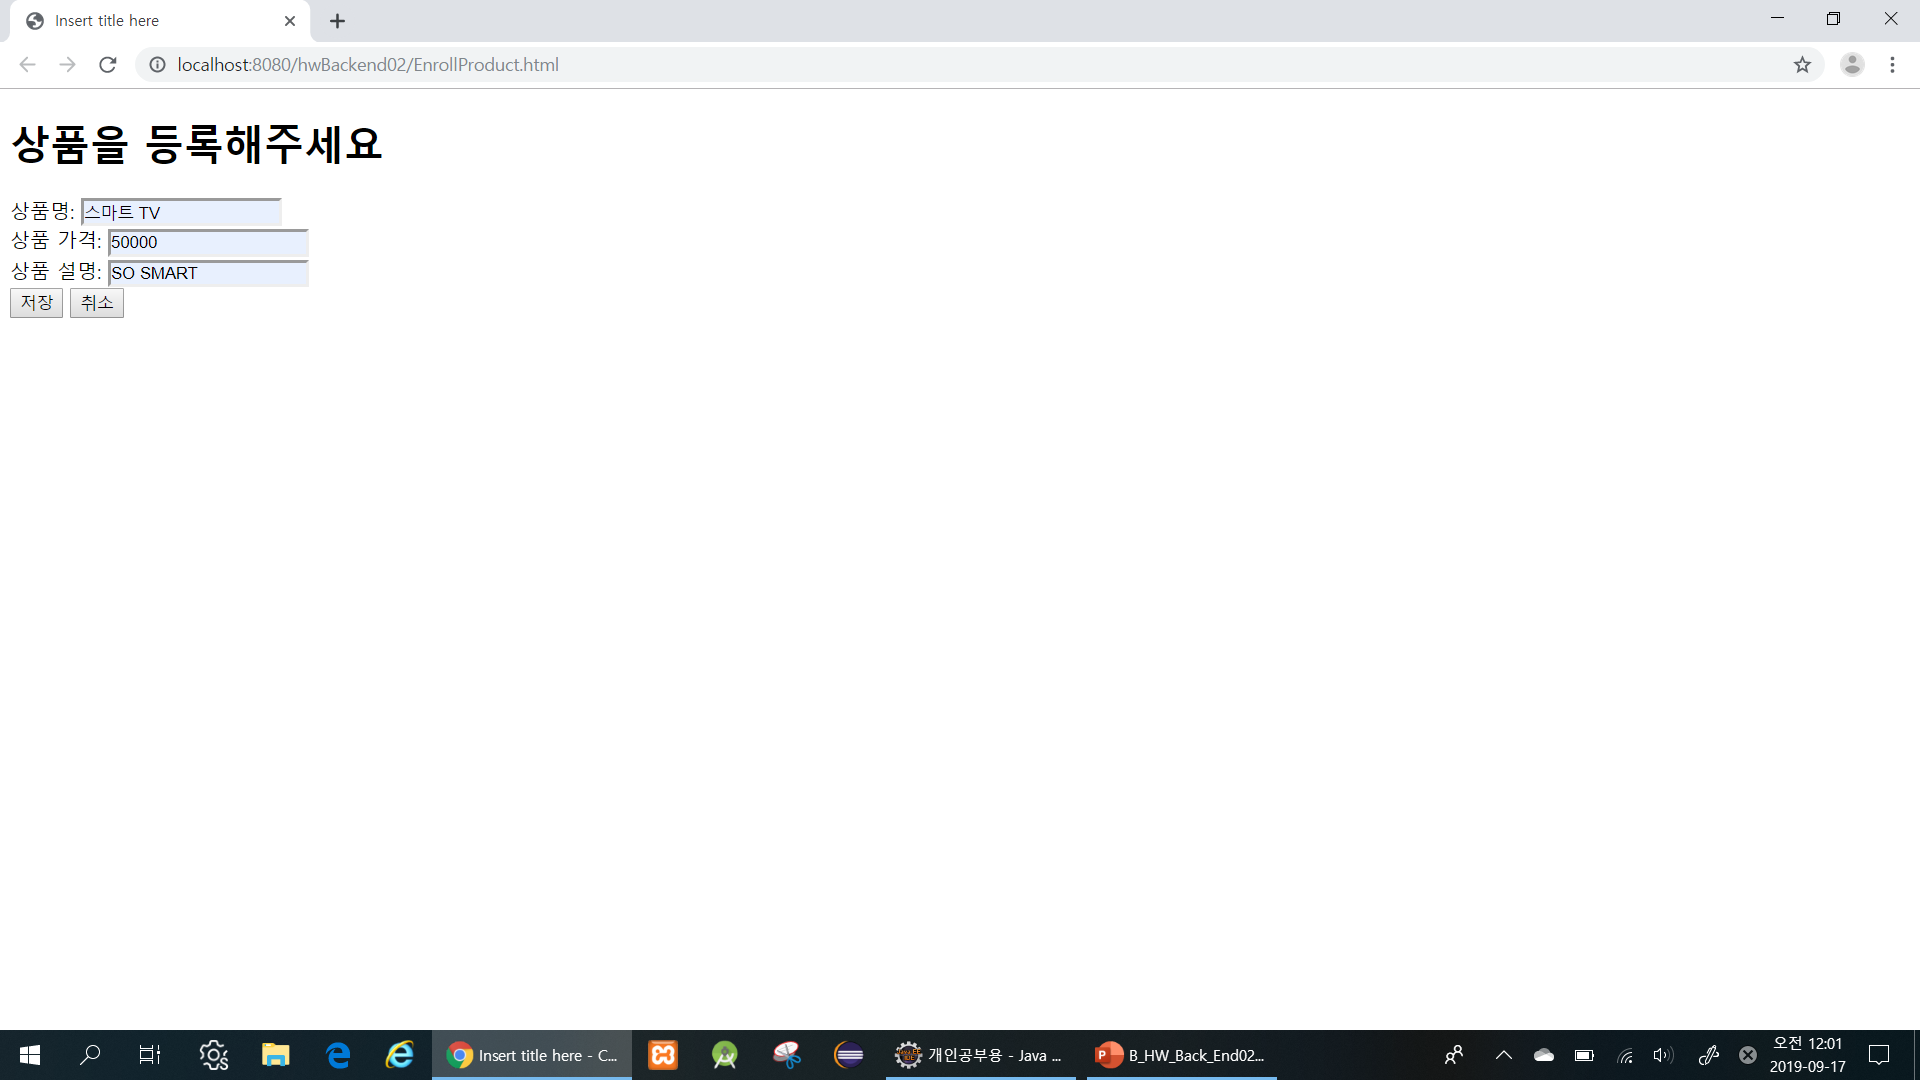 Insert title here
localhost:8080/hwBackend02/EnrollProduct.html
상품을 등록해주세요
상품명: 스마트 TV
상품 가격: 50000
상품 설명: SO SMART
저장 취소
Insert title here - C... 개인공부용 - Java ... B_HW_Back_End02... 오전 12:01
2019-09-17